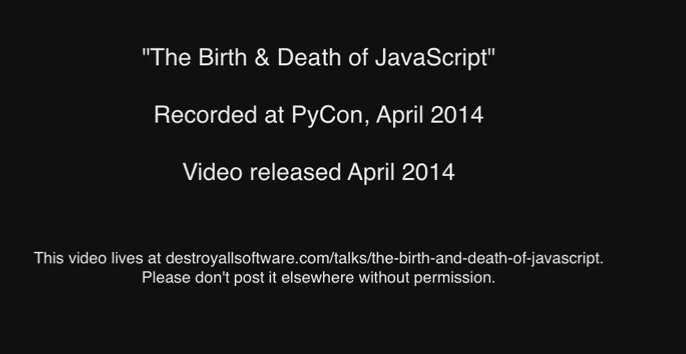 "The Birth & Death of JavaScript"
Recorded at PyCon, April 2014
Video released April 2014
This video lives at destroyallsoftware.com/talks/the-birth-and-death-of-javascript.
Please don't post it elsewhere without permission.